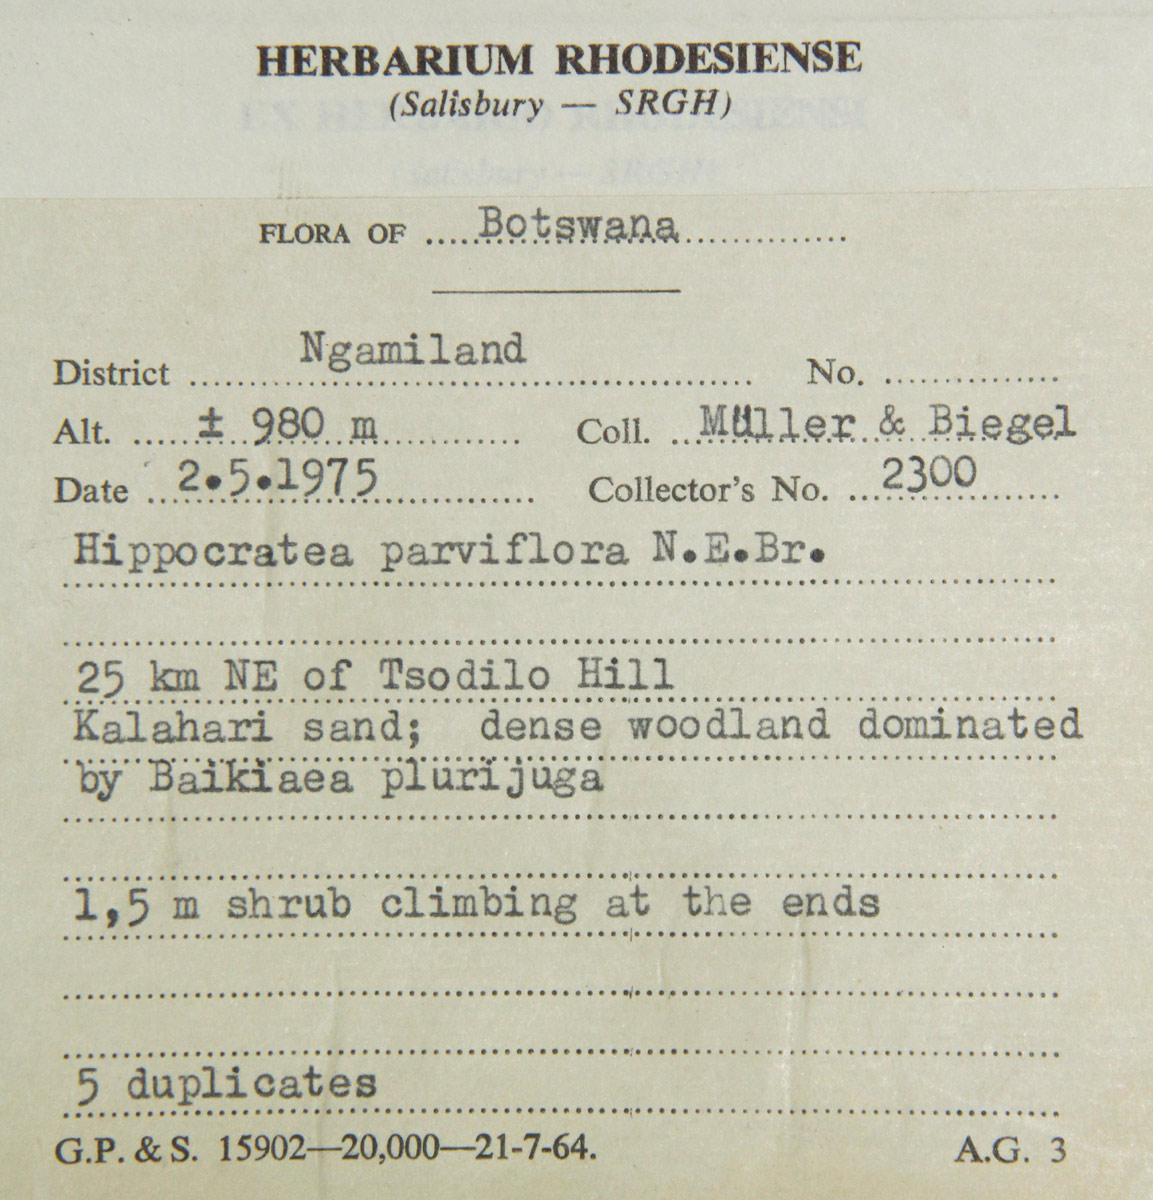 HERBARIUM RHODESIENSE
(Salisbury — SRGH)
FLORA OF Botswana
District Ngamiland No.
Alt. ± 980 m Coll. Müller & Biegel
Date 2.5.1975 Collector's No. 2300
Hippocratea parviflora N.E.Br.
25 km NE of Tsodilo Hill
Kalahari sand; dense woodland dominated
by Baikiaea plurijuga
1,5 m shrub climbing at the ends
5 duplicates
G.P. & S. 15902—20,000—21-7-64. A.G. 3